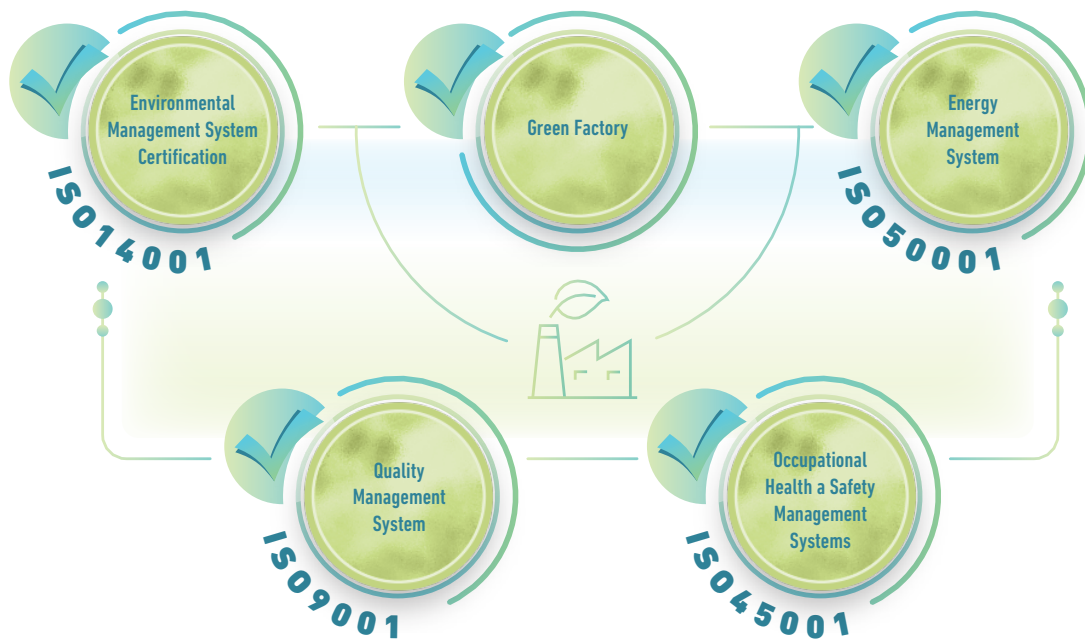 Environmental
Management System
Certification
ISO14001
Green Factory
Energy
Management
System
ISO50001
Quality
Management
System
ISO9001
Occupational
Health a Safety
Management
Systems
ISO45001